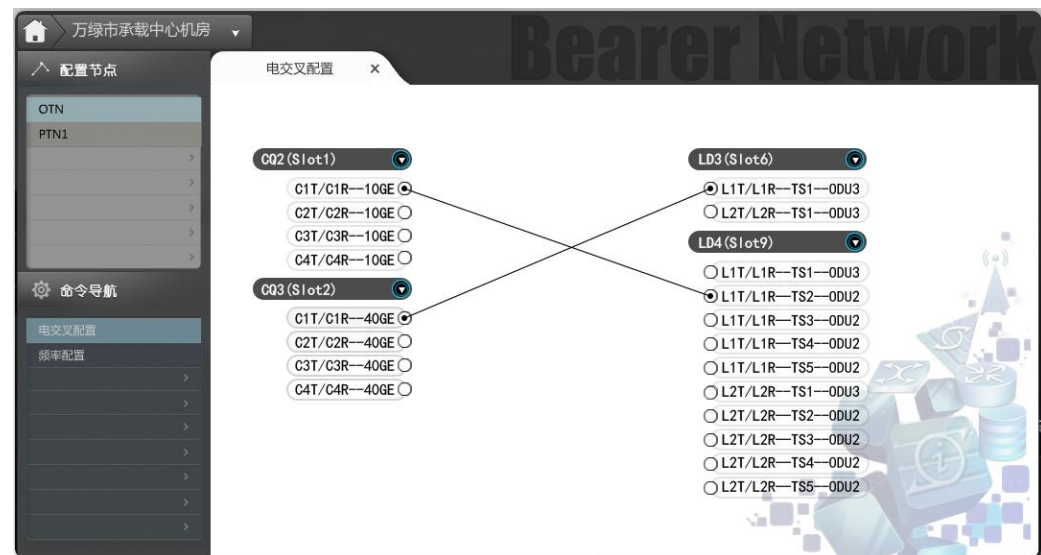 万绿市承载中心机房
Bearer Network
配置节点
电交叉配置 x
OTN
PTN1
命令导航
电交叉配置
频率配置
CQ2(Slot1)
C1T/C1R--10GE
C2T/C2R--10GE
C3T/C3R--10GE
C4T/C4R--10GE
CQ3(Slot2)
C1T/C1R--40GE
C2T/C2R--40GE
C3T/C3R--40GE
C4T/C4R--40GE
LD3(Slot6)
L1T/L1R--TS1--ODU3
L2T/L2R--TS1--ODU3
LD4(Slot9)
L1T/L1R--TS1--ODU3
L1T/L1R--TS2--ODU2
L1T/L1R--TS3--ODU2
L1T/L1R--TS4--ODU2
L1T/L1R--TS5--ODU2
L2T/L2R--TS1--ODU3
L2T/L2R--TS2--ODU2
L2T/L2R--TS3--ODU2
L2T/L2R--TS4--ODU2
L2T/L2R--TS5--ODU2